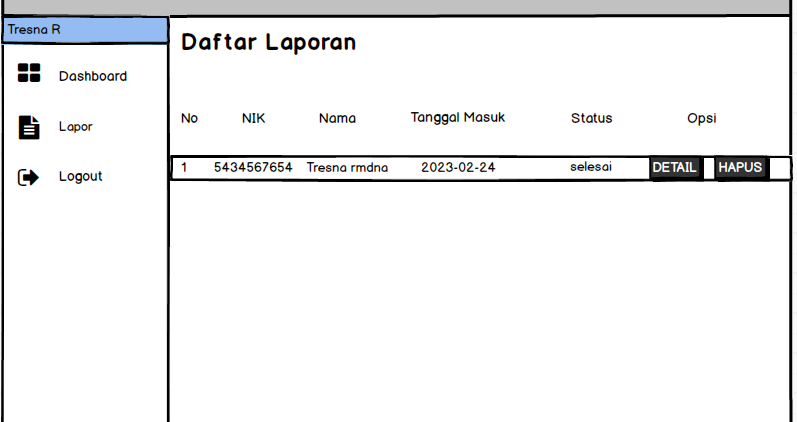 Tresna R
Daftar Laporan
Dashboard
Lapor
Logout
No NIK Nama Tanggal Masuk Status Opsi
1 5434567654 Tresna rmdna 2023-02-24 selesai DETAIL HAPUS